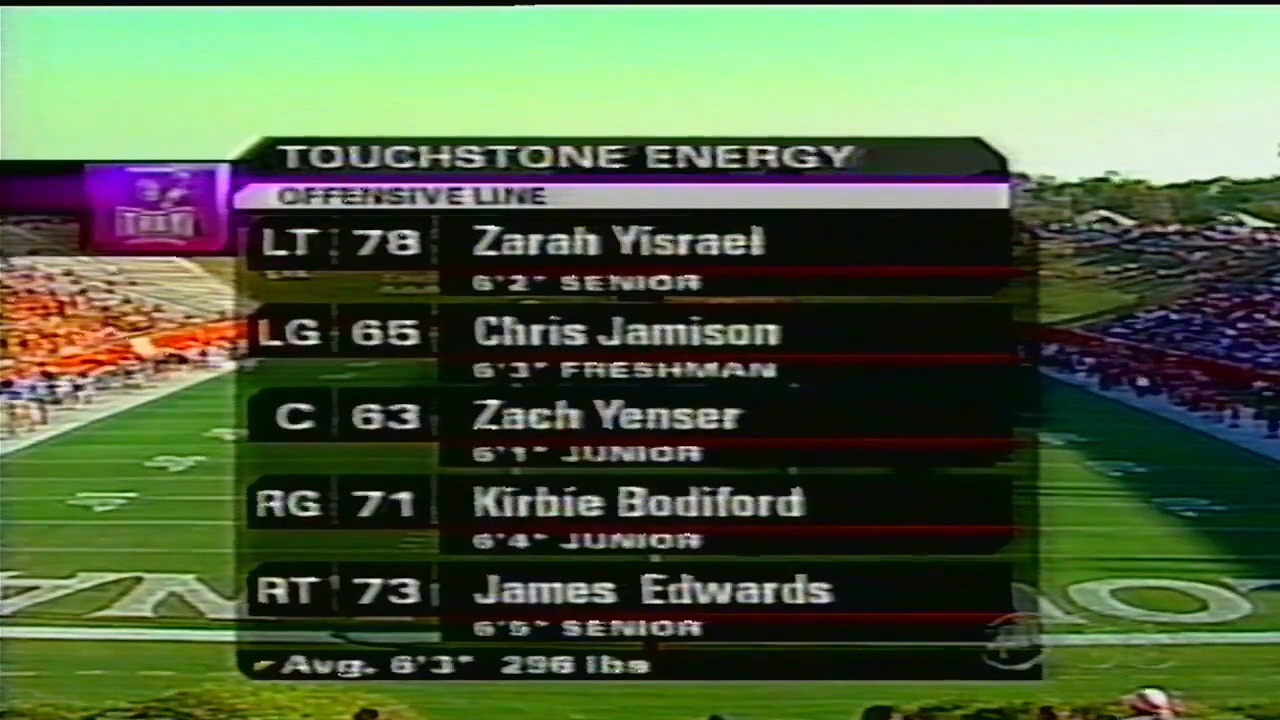 TOUCHSTONE ENERGY
OFFENSIVE LINE
LT 78 Zarah Yisrael
6'2" SENIOR
LG 65 Chris Jamison
6'3" FRESHMAN
C 63 Zach Yenser
6'1" JUNIOR
RG 71 Kirbie Bodiford
6'4" JUNIOR
RT 73 James Edwards
6'5" SENIOR
Avg. 6'3" 296 lbs